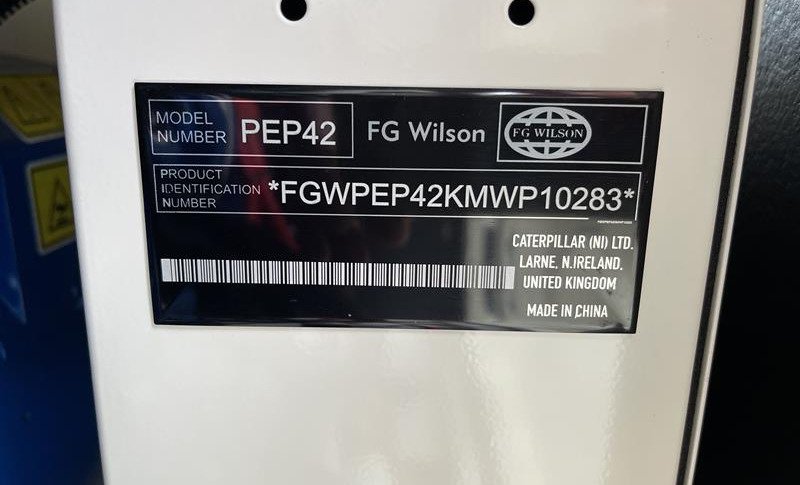 MODEL
NUMBER
PEP42
FG Wilson
FG WILSON
PRODUCT
IDENTIFICATION
NUMBER
*FGWPEP42KMWP10283*
CATERPILLAR (NI) LTD.
LARNE, N.IRELAND.
UNITED KINGDOM
MADE IN CHINA